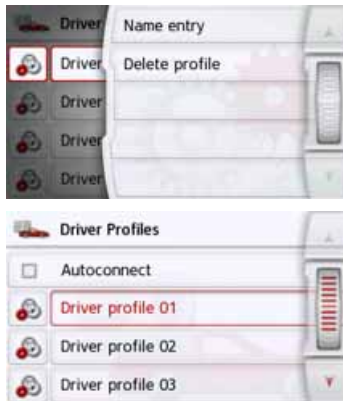 Driver Name entry
Driver Delete profile
Driver
Driver
Driver
Driver Profiles
Autoconnect
Driver profile 01
Driver profile 02
Driver profile 03